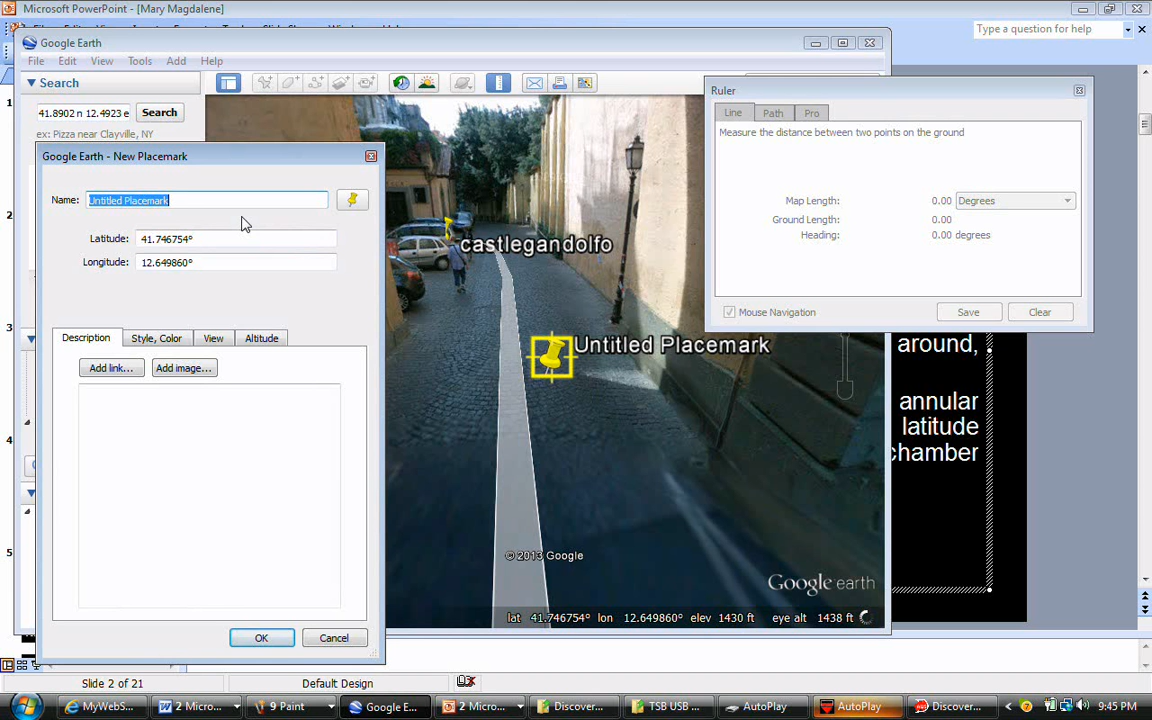 Microsoft PowerPoint - [Mary Magdalene]
Type a question for help
Google Earth
File Edit View Tools Add Help
Search
41.8902 n 12.4923 e Search
ex: Pizza near Clayville, NY
Google Earth - New Placemark
Name: Untitled Placemark
Latitude: 41.746754°
Longitude: 12.649860°
Description Style, Color View Altitude
Add link... Add image...
OK Cancel
castlegandolfo
Untitled Placemark
© 2013 Google
Google earth
lat 41.746754° lon 12.649860° elev 1430 ft eye alt 1438 ft
Ruler
Line Path Pro
Measure the distance between two points on the ground
Map Length: 0.00 Degrees
Ground Length: 0.00
Heading: 0.00 degrees
Mouse Navigation Save Clear
around,
annular
latitude
chamber
1
2
3
4
5
Slide 2 of 21 Default Design
MyWebS... 2 Micro... 9 Paint Google E... 2 Micro... Discover... TSB USB ... AutoPlay AutoPlay Discover... 9:45 PM